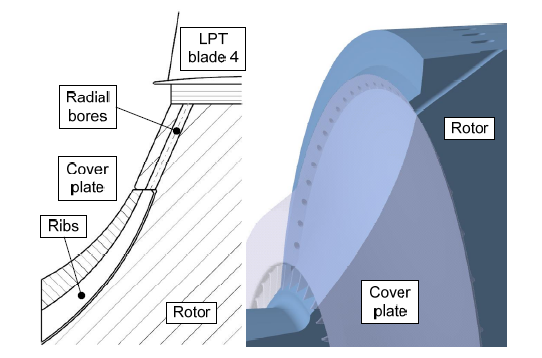 LPT
blade 4
Radial
bores
Cover
plate
Ribs
Rotor
Rotor
Cover
plate